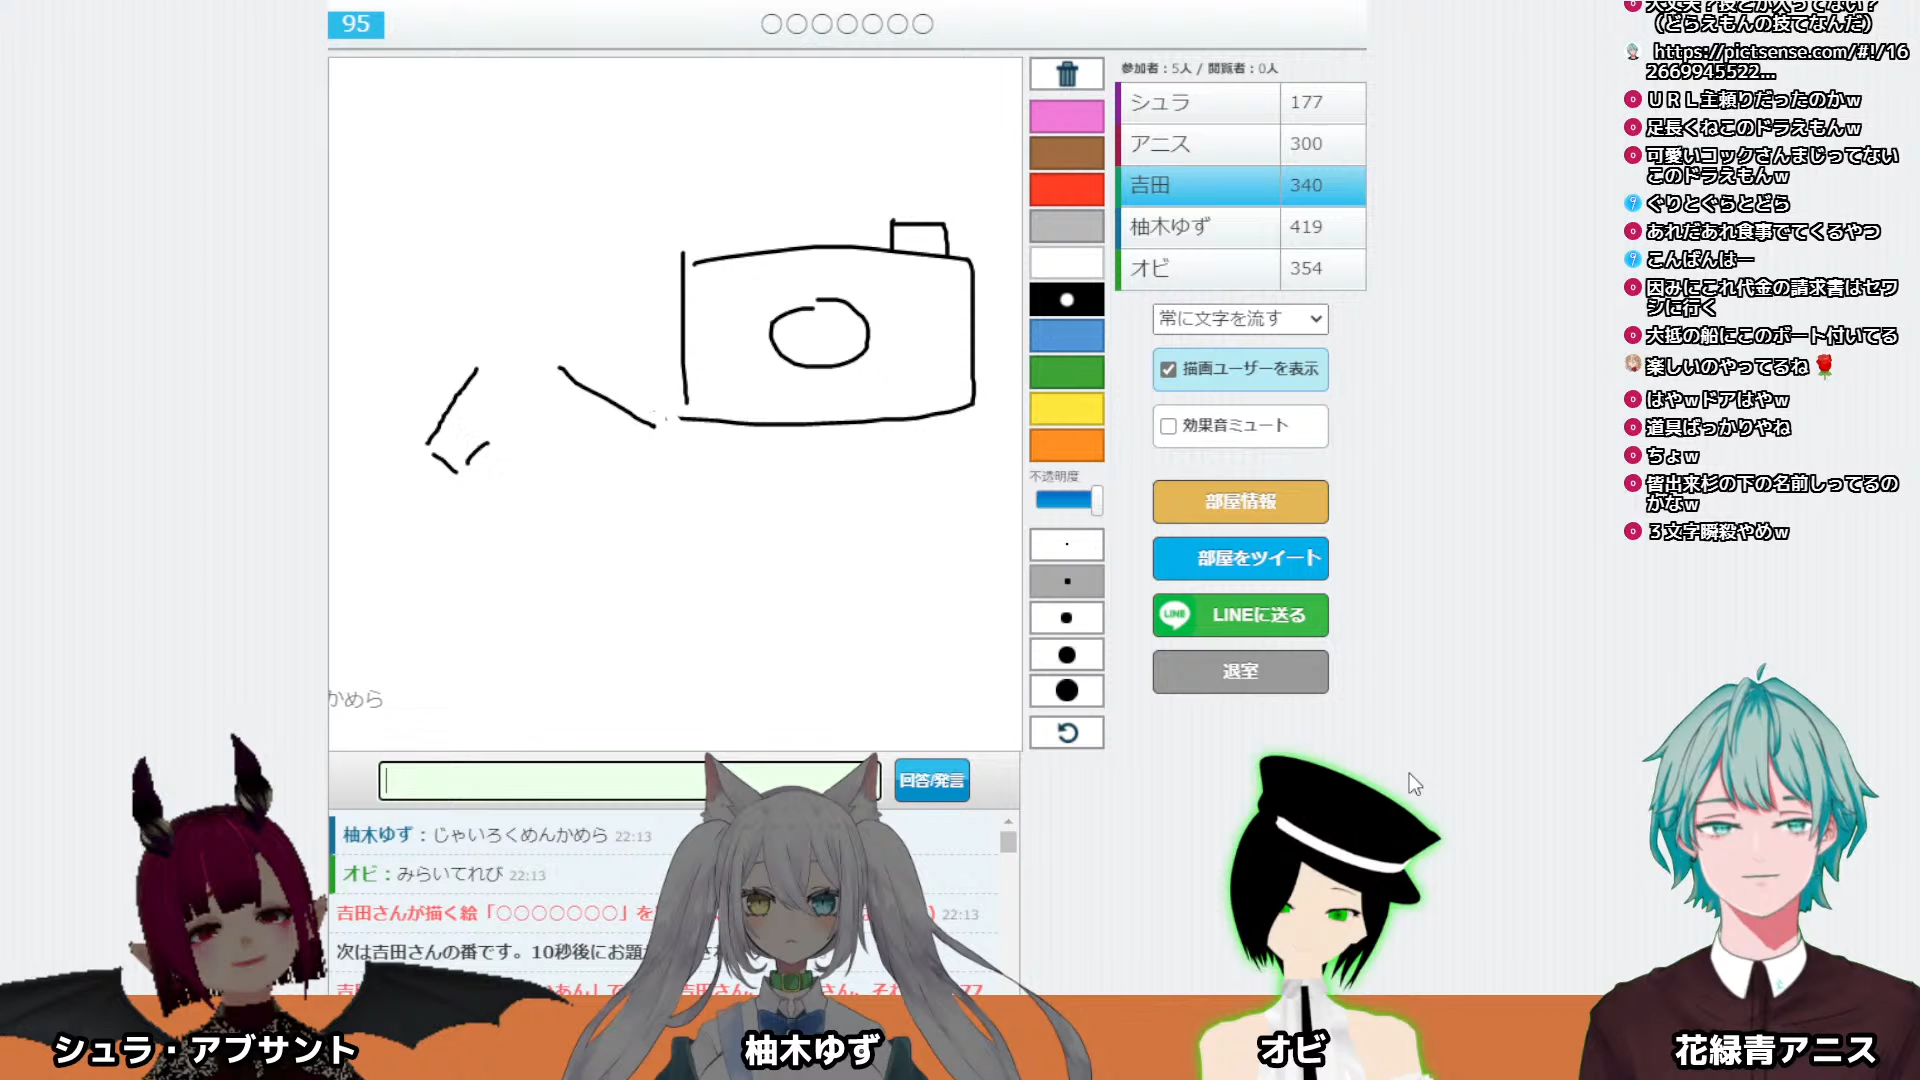 95
○○○○○○○
参加者：5人 / 閲覧者：0人
シュラ 177
アニス 300
吉田 340
柚木ゆず 419
オビ 354
常に文字を流す
描画ユーザーを表示
効果音ミュート
不透明度
部屋情報
部屋をツイート
LINE LINEに送る
退室
かめら
回答/発言
柚木ゆず：じゃいろくめんかめら 22:13
オビ：みらいてれび 22:13
吉田さんが描く絵「○○○○○○○」を 22:13
次は吉田さんの番です。10秒後にお題
（どらえもんの技てなんだ）
https://pictsense.com/#!/16
2669945522...
ＵＲＬ主頼りだったのかｗ
足長くねこのドラえもんｗ
可愛いコックさんまじってない
このドラえもんｗ
ぐりとぐらとどら
あれだあれ食事でてくるやつ
こんばんはー
因みにこれ代金の請求書はセワ
シに行く
大抵の船にこのボート付いてる
楽しいのやってるね🌹
はやｗドアはやｗ
道具ばっかりやね
ちょｗ
皆出来杉の下の名前しってるの
かなｗ
３文字瞬殺やめｗ
シュラ・アブサント
柚木ゆず
オビ
花緑青アニス